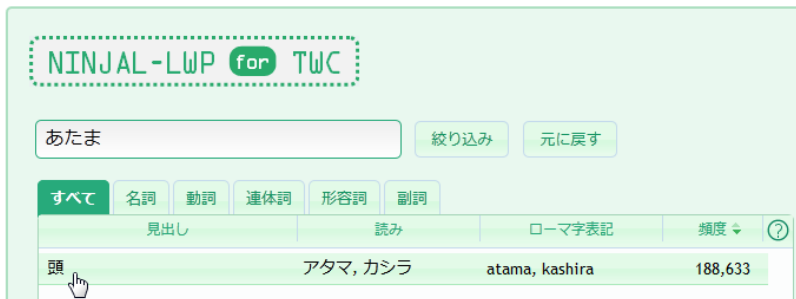 NINJAL-LWP for TWC
あたま 絞り込み 元に戻す
すべて 名詞 動詞 連体詞 形容詞 副詞
見出し 読み ローマ字表記 頻度 ?
頭 アタマ, カシラ atama, kashira 188,633